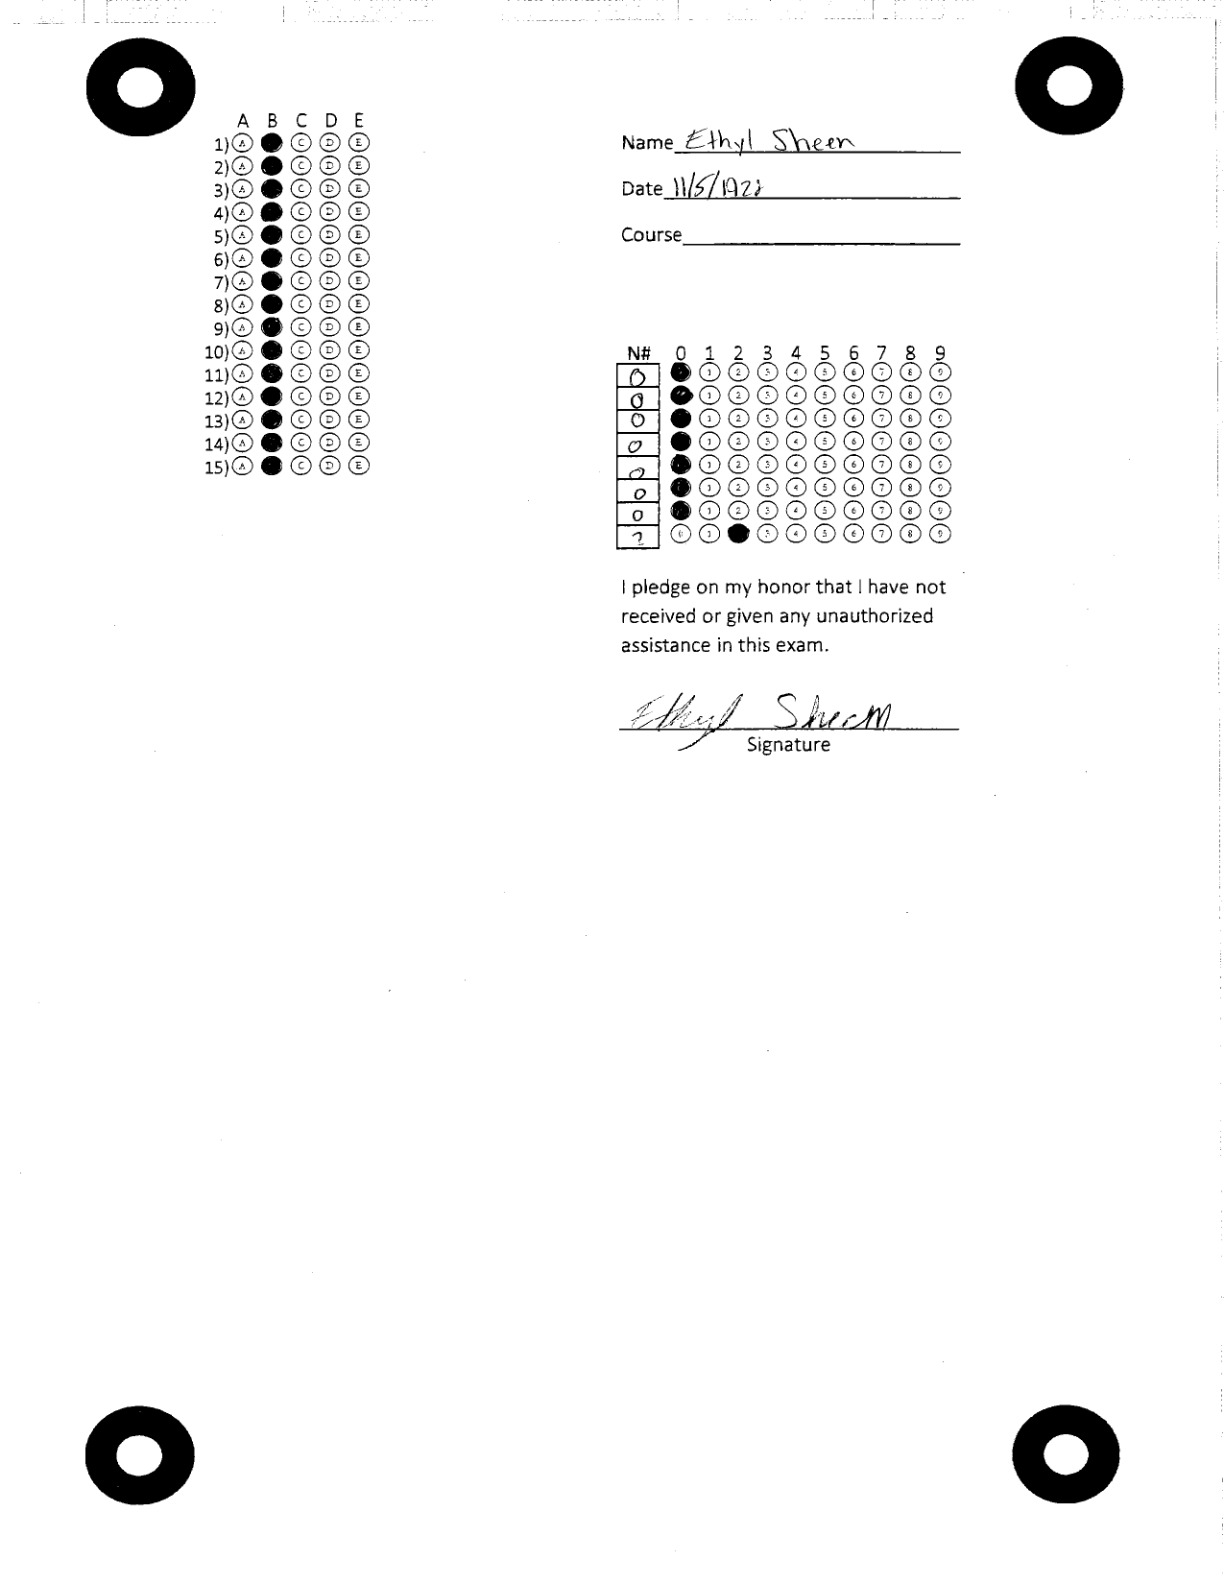 A B C D E
1) A C D E
2) A C D E
3) A C D E
4) A C D E
5) A C D E
6) A C D E
7) A C D E
8) A C D E
9) A C D E
10) A C D E
11) A C D E
12) A C D E
13) A C D E
14) A C D E
15) A C D E
Name Ethyl Sheen
Date 11/5/1922
Course
N# 0 1 2 3 4 5 6 7 8 9
0 1 2 3 4 5 6 7 8 9
0 1 2 3 4 5 6 7 8 9
0 1 2 3 4 5 6 7 8 9
0 1 2 3 4 5 6 7 8 9
0 1 2 3 4 5 6 7 8 9
0 1 2 3 4 5 6 7 8 9
0 1 2 3 4 5 6 7 8 9
2 0 1 3 4 5 6 7 8 9
I pledge on my honor that I have not
received or given any unauthorized
assistance in this exam.
Ethyl Sheen
Signature